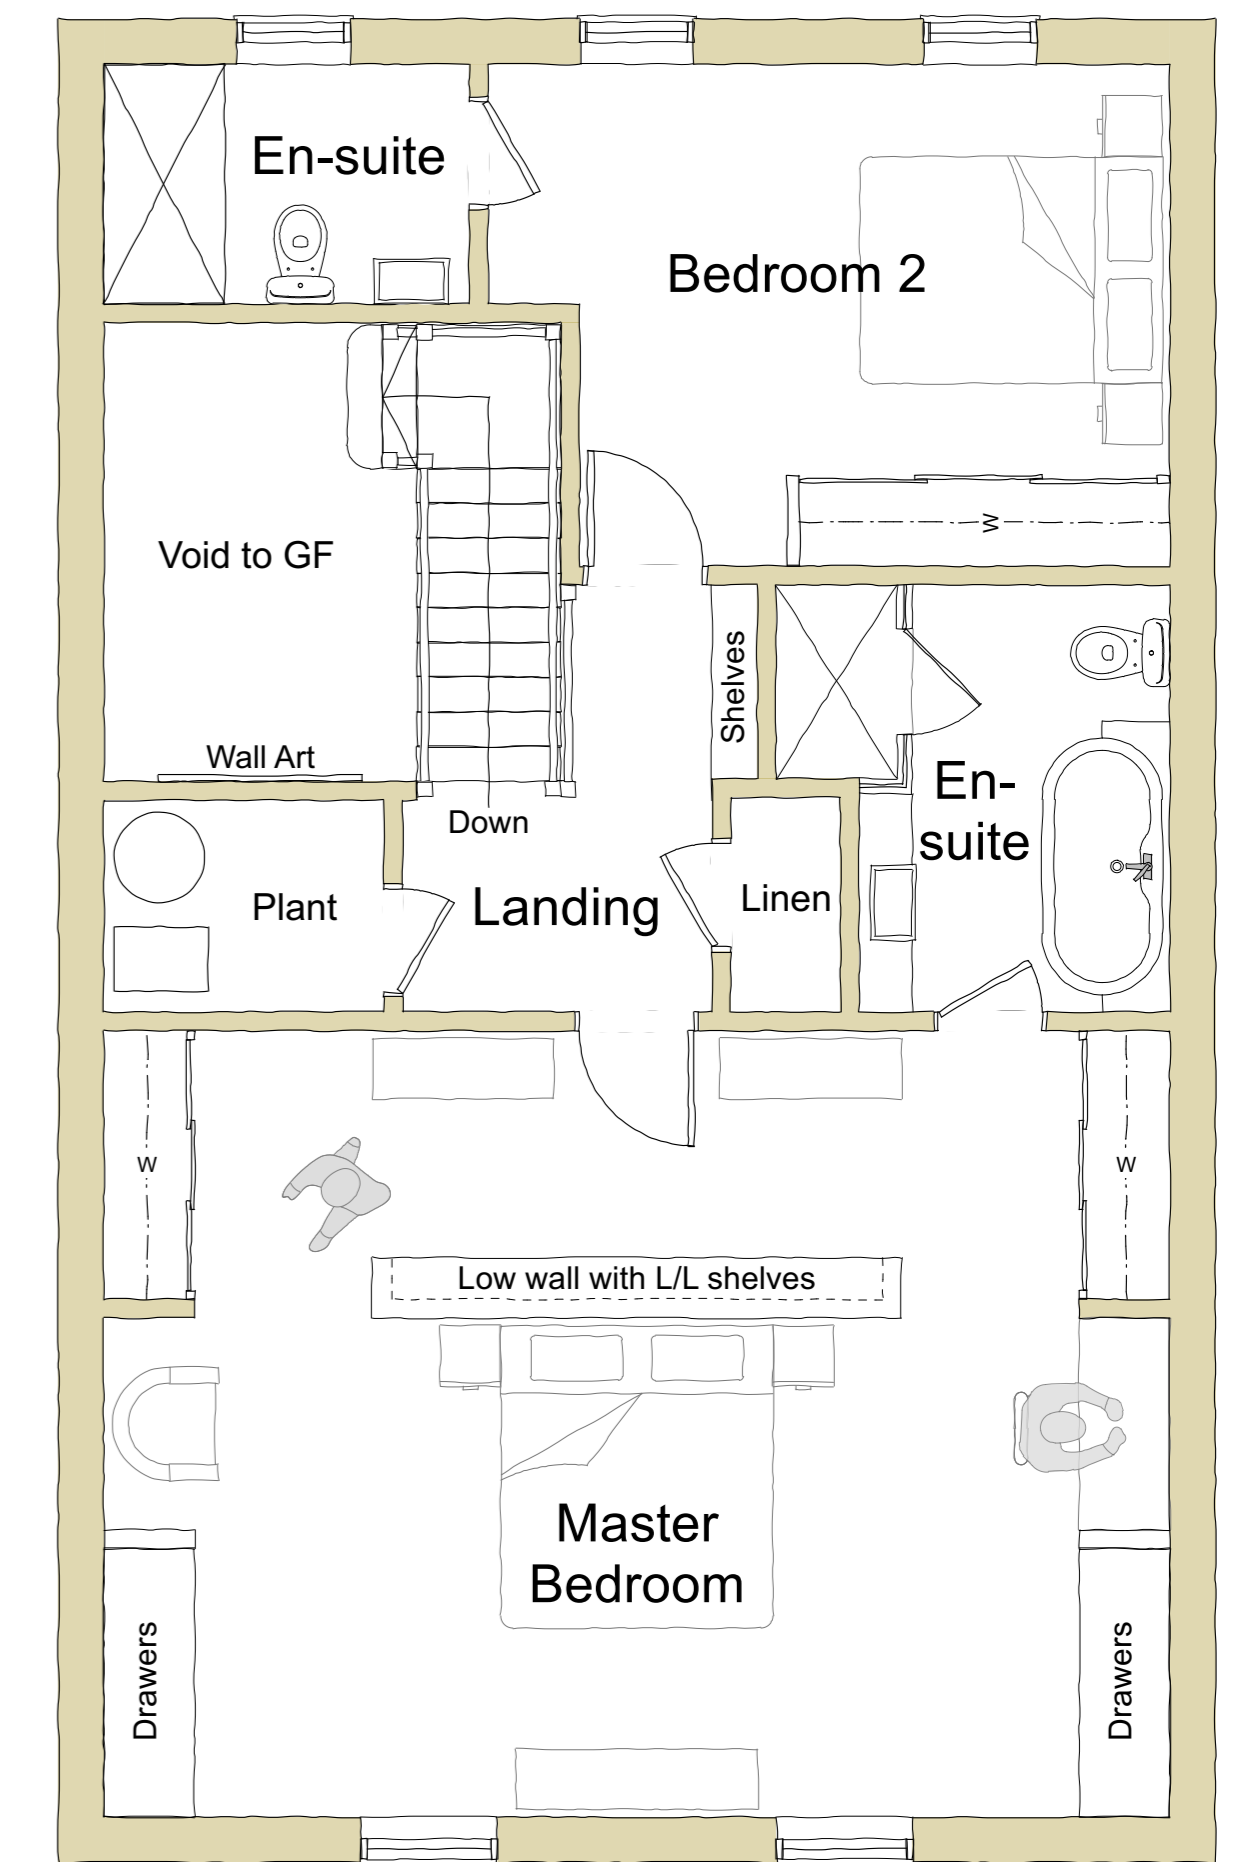 En-suite
Bedroom 2
W
Void to GF
Shelves
Wall Art
En-
suite
Down
Plant
Landing
Linen
W
W
Low wall with L/L shelves
Master
Bedroom
Drawers
Drawers